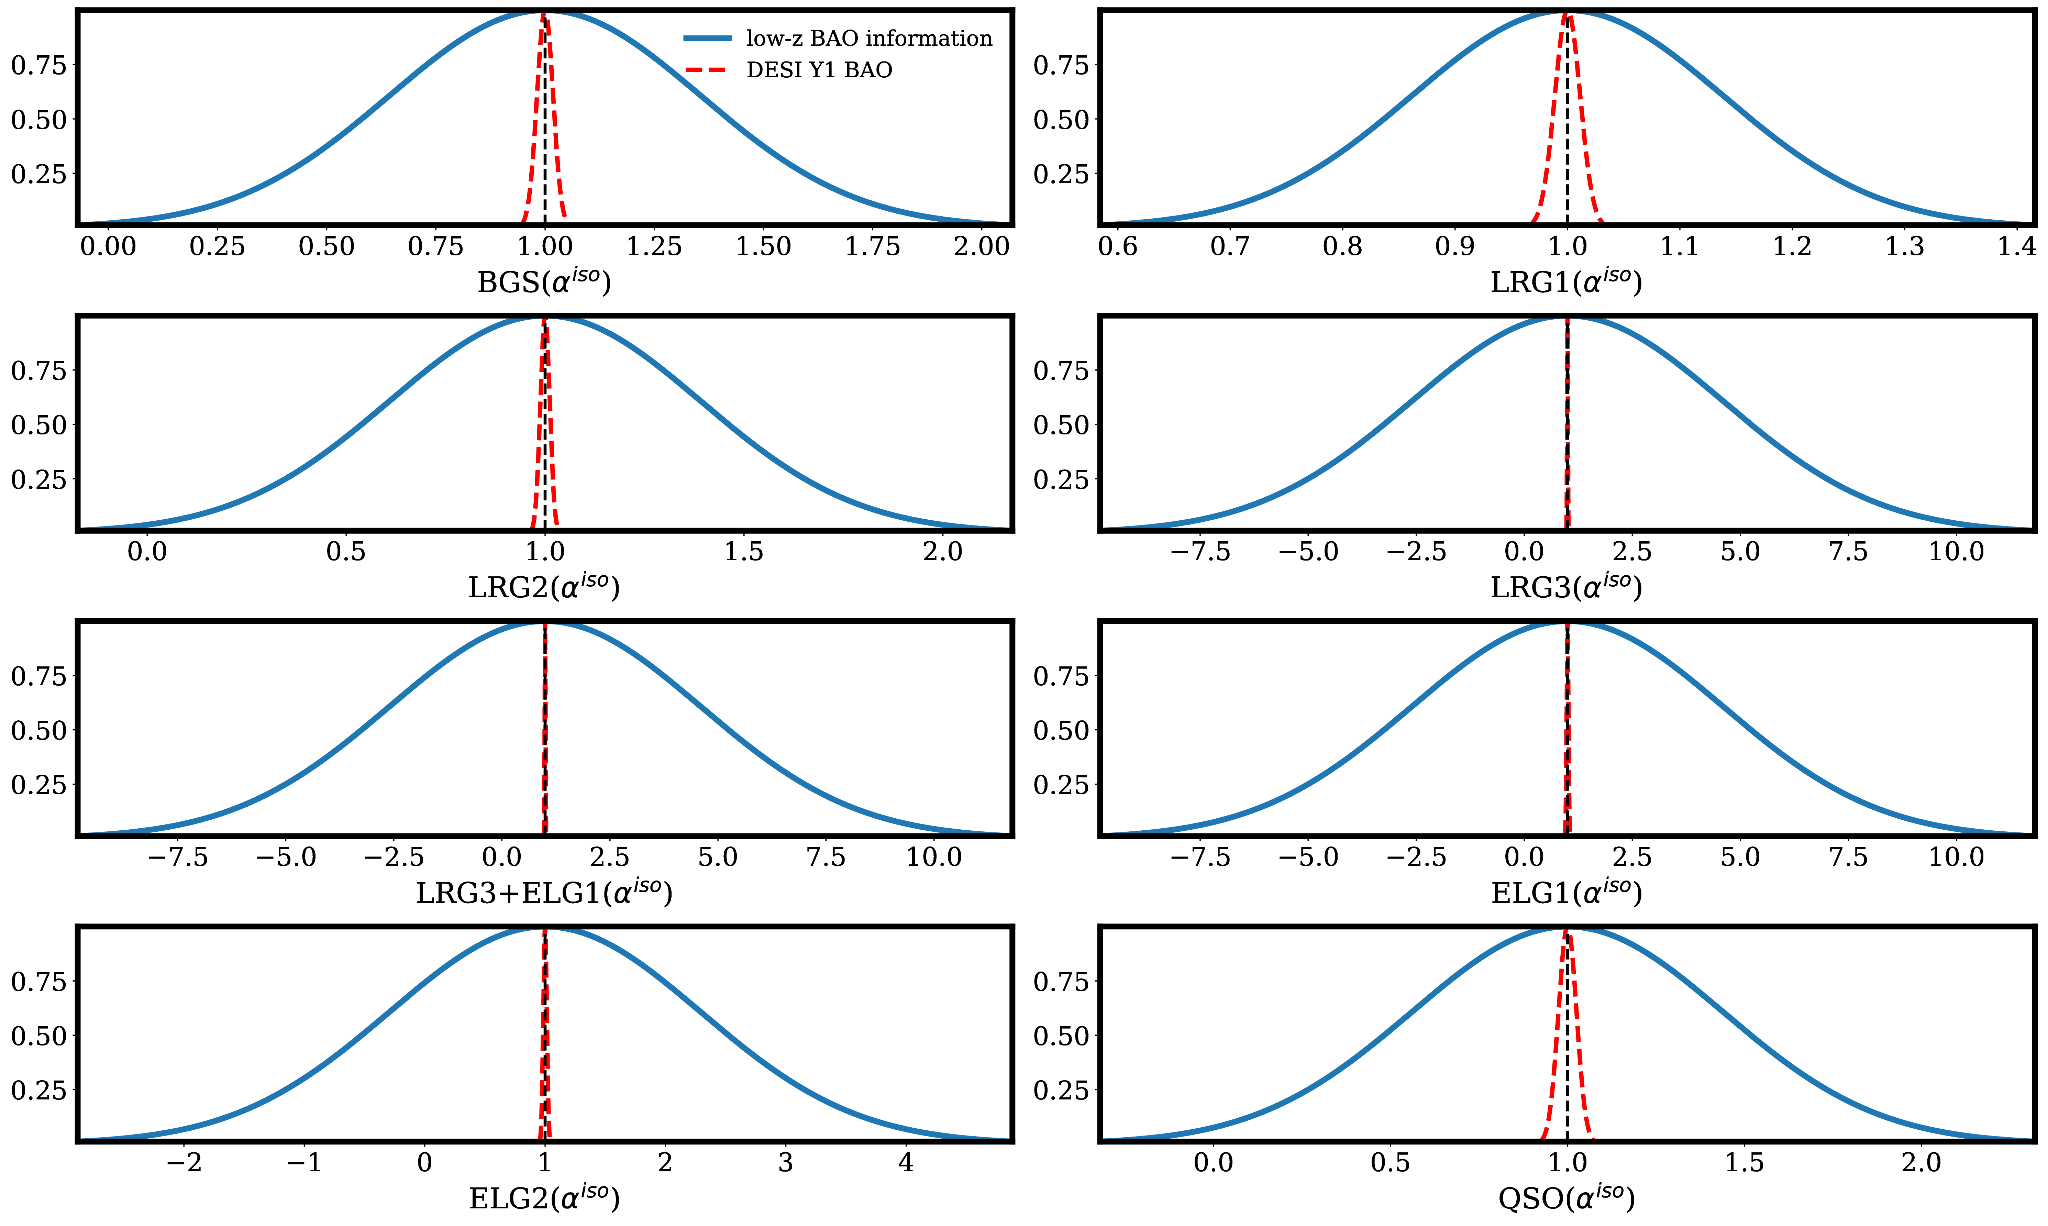 0.75
0.50
0.25
low-z BAO information
DESI Y1 BAO
0.00 0.25 0.50 0.75 1.00 1.25 1.50 1.75 2.00
BGS(α^{iso})
0.75
0.50
0.25
0.6 0.7 0.8 0.9 1.0 1.1 1.2 1.3 1.4
LRG1(α^{iso})
0.75
0.50
0.25
0.0 0.5 1.0 1.5 2.0
LRG2(α^{iso})
0.75
0.50
0.25
−7.5 −5.0 −2.5 0.0 2.5 5.0 7.5 10.0
LRG3(α^{iso})
0.75
0.50
0.25
−7.5 −5.0 −2.5 0.0 2.5 5.0 7.5 10.0
LRG3+ELG1(α^{iso})
0.75
0.50
0.25
−7.5 −5.0 −2.5 0.0 2.5 5.0 7.5 10.0
ELG1(α^{iso})
0.75
0.50
0.25
−2 −1 0 1 2 3 4
ELG2(α^{iso})
0.75
0.50
0.25
0.0 0.5 1.0 1.5 2.0
QSO(α^{iso})